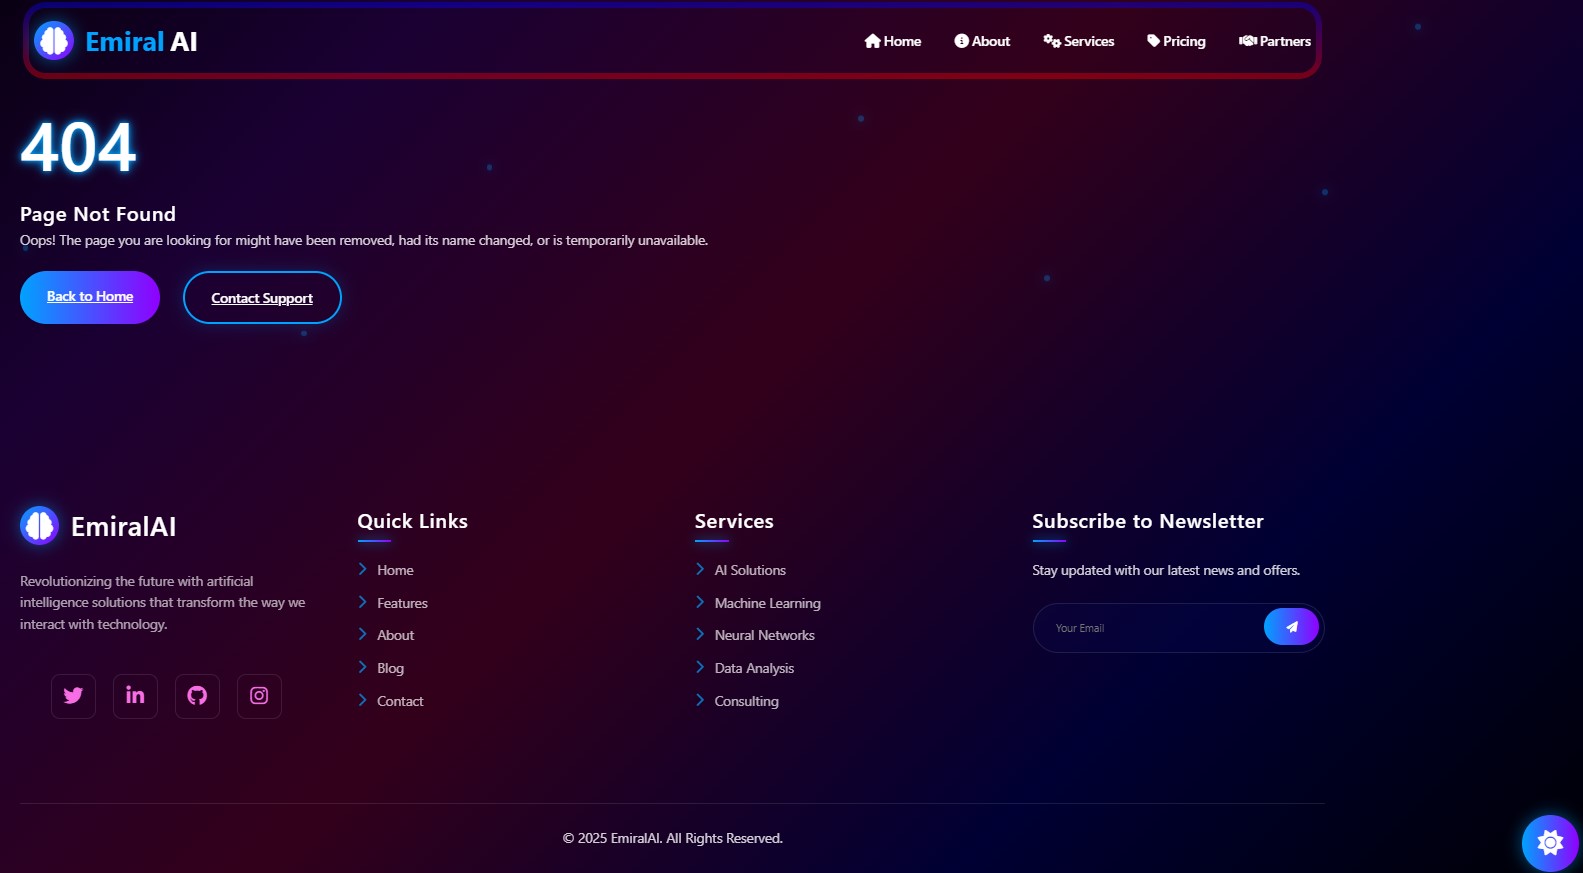 Emiral AI
Home About Services Pricing Partners
404
Page Not Found
Oops! The page you are looking for might have been removed, had its name changed, or is temporarily unavailable.
Back to Home Contact Support
EmiralAI
Revolutionizing the future with artificial
intelligence solutions that transform the way we
interact with technology.
Quick Links
Home
Features
About
Blog
Contact
Services
AI Solutions
Machine Learning
Neural Networks
Data Analysis
Consulting
Subscribe to Newsletter
Stay updated with our latest news and offers.
Your Email
© 2025 EmiralAI. All Rights Reserved.